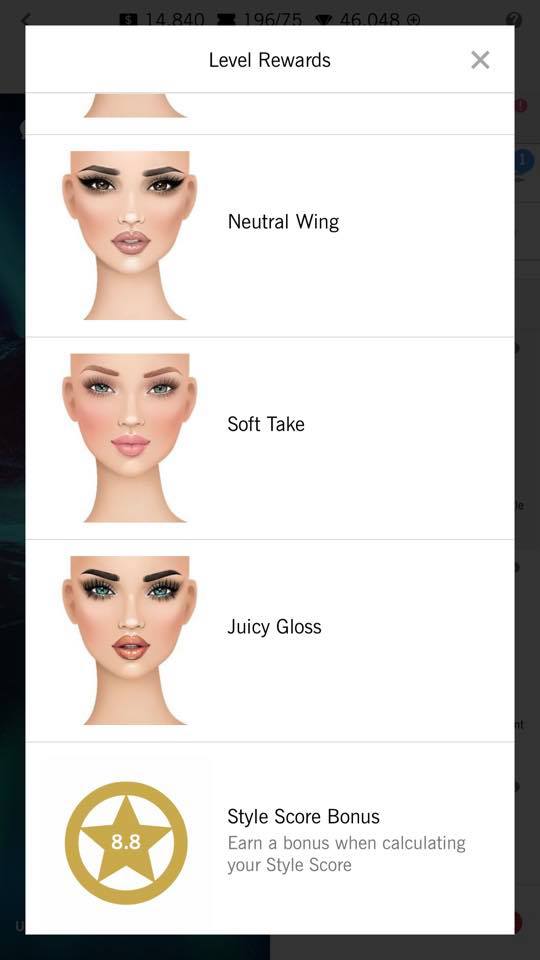 14,840 196/75 46,048
Level Rewards
1
Neutral Wing
Soft Take
Juicy Gloss
8.8
Style Score Bonus
Earn a bonus when calculating
your Style Score